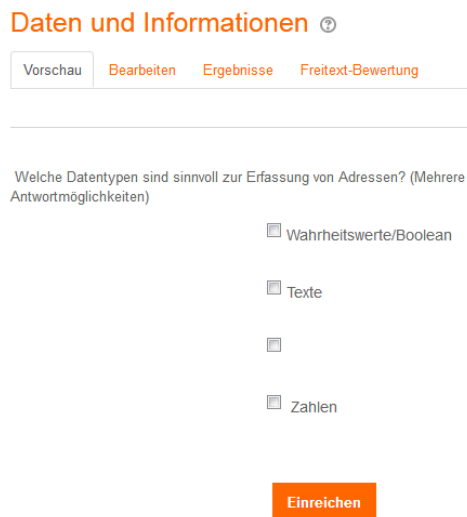 Daten und Informationen
Vorschau Bearbeiten Ergebnisse Freitext-Bewertung
Welche Datentypen sind sinnvoll zur Erfassung von Adressen? (Mehrere
Antwortmöglichkeiten)
Wahrheitswerte/Boolean
Texte
Zahlen
Einreichen